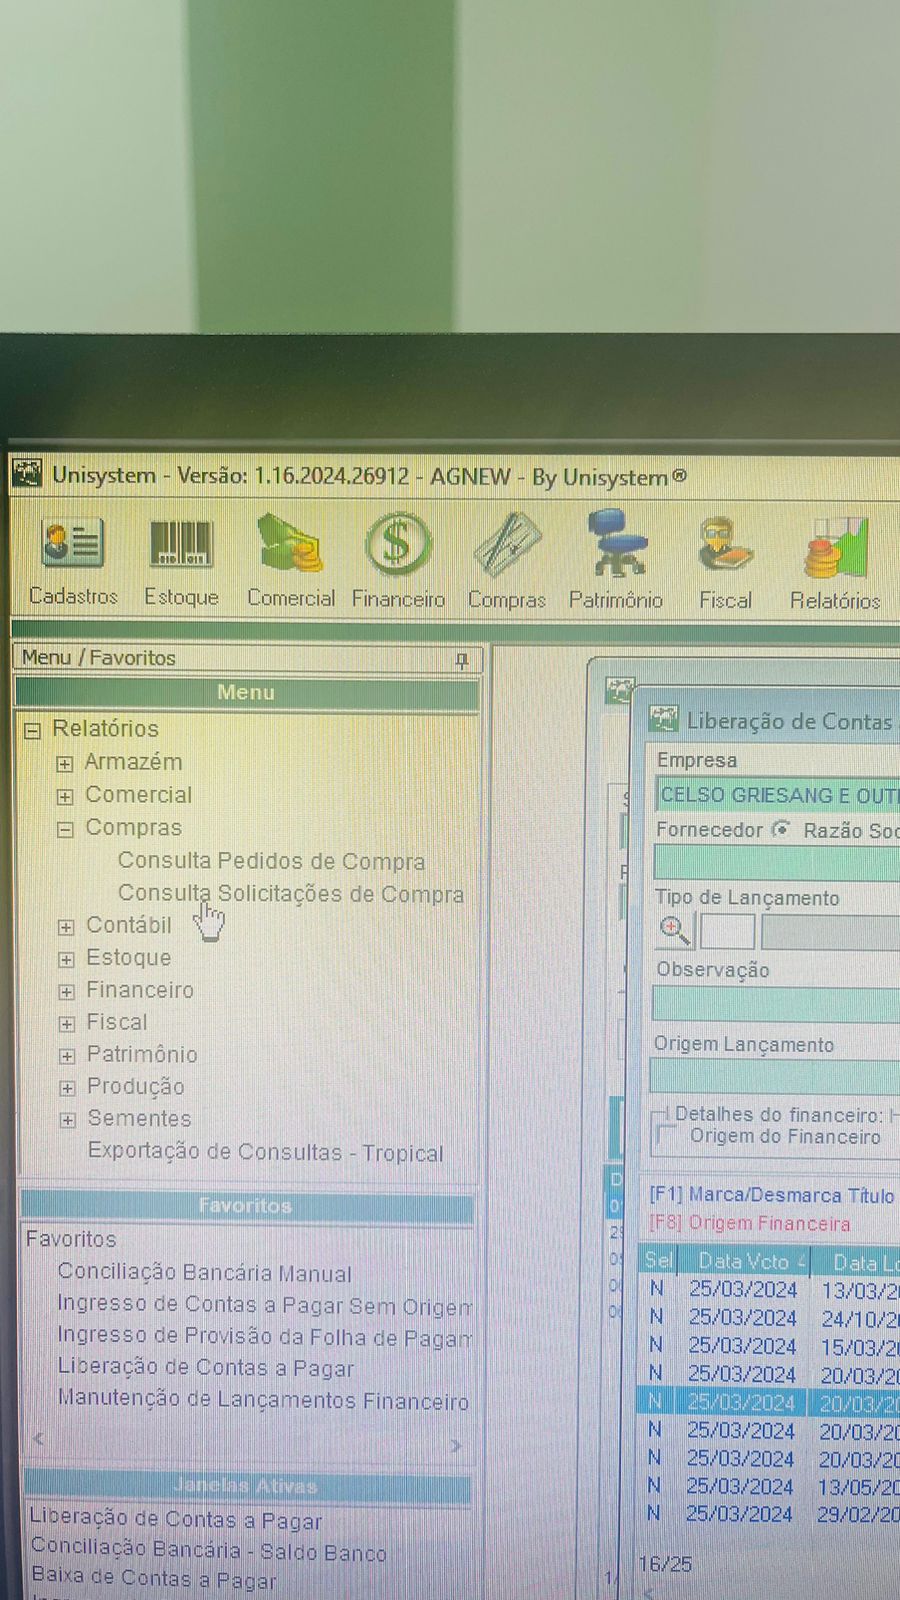 Unisystem - Versão: 1.16.2024.26912 - AGNEW - By Unisystem®
Cadastros Estoque Comercial Financeiro Compras Patrimônio Fiscal Relatórios
Menu / Favoritos
Menu
Relatórios
Armazém
Comercial
Compras
Consulta Pedidos de Compra
Consulta Solicitações de Compra
Contábil
Estoque
Financeiro
Fiscal
Patrimônio
Produção
Sementes
Exportação de Consultas - Tropical
Favoritos
Favoritos
Conciliação Bancária Manual
Ingresso de Contas a Pagar Sem Origem
Ingresso de Provisão da Folha de Pagam
Liberação de Contas a Pagar
Manutenção de Lançamentos Financeiro
Janelas Ativas
Liberação de Contas a Pagar
Conciliação Bancária - Saldo Banco
Baixa de Contas a Pagar
Liberação de Contas
Empresa
CELSO GRIESANG E OUT
Fornecedor Razão Soc
Tipo de Lançamento
Observação
Origem Lançamento
Detalhes do financeiro:
Origem do Financeiro
[F1] Marca/Desmarca Título
[F8] Origem Financeira
Sel Data Vcto Data L
N 25/03/2024 13/03/2
N 25/03/2024 24/10/2
N 25/03/2024 15/03/2
N 25/03/2024 20/03/2
N 25/03/2024 20/03/2
N 25/03/2024 20/03/20
N 25/03/2024 20/03/20
N 25/03/2024 13/05/20
N 25/03/2024 29/02/20
16/25